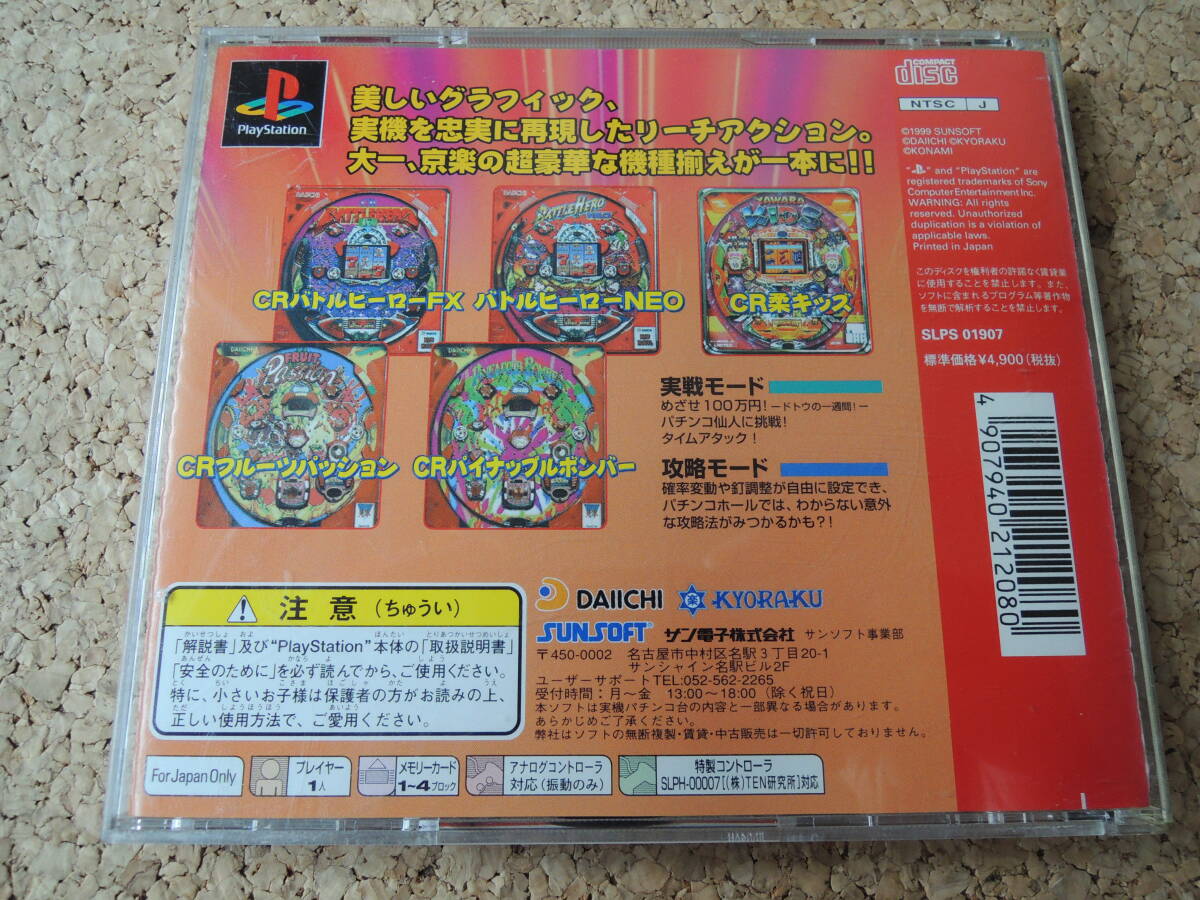 PlayStation
美しいグラフィック、
実機を忠実に再現したリーチアクション。
大一、京楽の超豪華な機種揃えが一本に!!
COMPACT
disc
NTSC J
©1999 SUNSOFT
©DAIICHI ©KYORAKU
©KONAMI
" " and "PlayStation" are
registered trademarks of Sony
Computer Entertainment Inc.
WARNING: All rights
reserved. Unauthorized
duplication is a violation of
applicable laws.
Printed in Japan
このディスクを権利者の許諾なく賃貸業
に使用することを禁止します。また、
ソフトに含まれるプログラム等著作物
を無断で解析することを禁止します。
SLPS 01907
標準価格¥4,900(税抜)
4 907940 212080
DAIICHI
BATTLE HERO
DAIICHI
BATTLE HERO
YAWARA
KIDS
CRバトルヒーローFX
バトルヒーローNEO
CR柔キッズ
DAIICHI
FRUIT
PASSION
DAIICHI
CRフルーツパッション
CRパイナップルボンバー
実戦モード
めざせ100万円!ードトウの一週間!ー
パチンコ仙人に挑戦!
タイムアタック!
攻略モード
確率変動や釘調整が自由に設定でき、
パチンコホールでは、わからない意外
な攻略法がみつかるかも?!
注意(ちゅうい)
「解説書」及び"PlayStation"本体の「取扱説明書」
「安全のために」を必ず読んでから、ご使用ください。
特に、小さいお子様は保護者の方がお読みの上、
正しい使用方法で、ご愛用ください。
DAIICHI
楽 KYORAKU
SUNSOFT サン電子株式会社 サンソフト事業部
〒450-0002 名古屋市中村区名駅3丁目20-1
サンシャイン名駅ビル2F
ユーザーサポートTEL:052-562-2265
受付時間:月〜金 13:00〜18:00(除く祝日)
本ソフトは実機パチンコ台の内容と一部異なる場合があります。
あらかじめご了承ください。
弊社はソフトの無断複製・賃貸・中古販売は一切許可しておりません。
For Japan Only
プレイヤー
1人
メモリーカード
1〜4ブロック
アナログコントローラ
対応(振動のみ)
特製コントローラ
SLPH-00007[(株)TEN研究所]対応